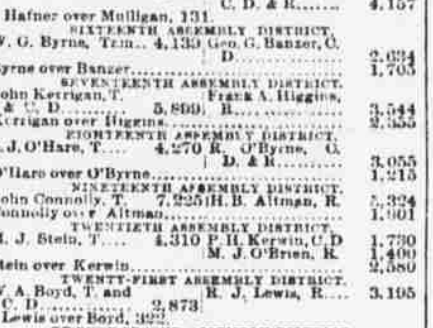 C. D. & R....... 4,157
Hafner over Mulligan, 131.
SIXTEENTH ASSEMBLY DISTRICT.
W. G. Byrne, Tam.. 4,139 Geo. G. Banzer, C.
D............... 2,634
Byrne over Banzer................ 1,705
SEVENTEENTH ASSEMBLY DISTRICT.
John Kerrigan, T. Frank A. Higgins,
& C. D......... 5,899 R............... 3,544
Kerrigan over Higgins............ 2,355
EIGHTEENTH ASSEMBLY DISTRICT.
J. O'Hare, T.... 4,270 R. O'Byrne, C.
D. & R.......... 3,055
O'Hare over O'Byrne............. 1,215
NINETEENTH ASSEMBLY DISTRICT.
John Connolly, T. 7,225 H. B. Altman, R. 5,324
Connolly over Altman............ 1,901
TWENTIETH ASSEMBLY DISTRICT.
M. J. Stein, T.... 4,310 P. H. Kerwin, C. D 1,730
M. J. O'Brien, R. 1,400
Stein over Kerwin................ 2,580
TWENTY-FIRST ASSEMBLY DISTRICT.
W. A. Boyd, T. and R. J. Lewis, R.... 3,195
C. D............ 2,873
Lewis over Boyd, 322.